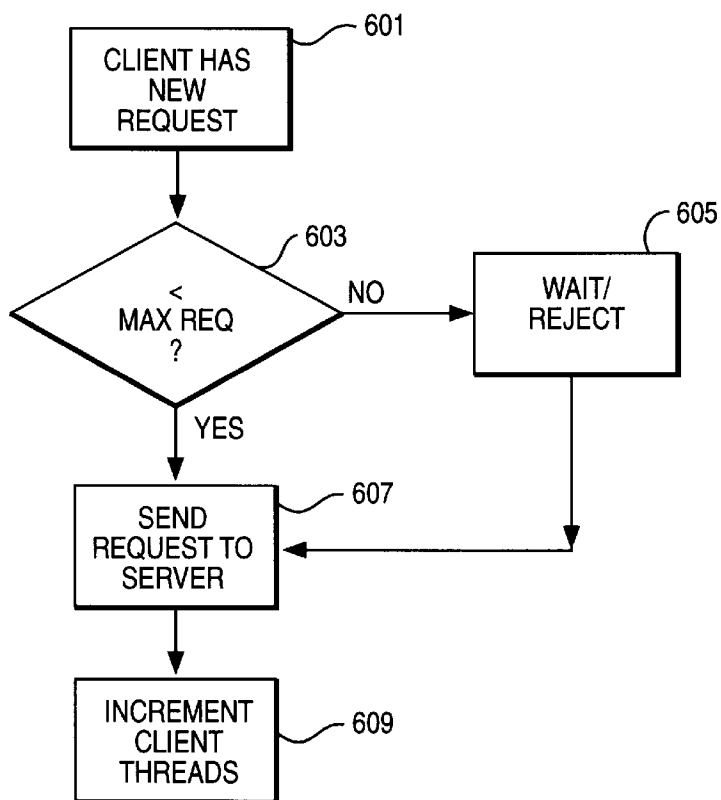 601
CLIENT HAS
NEW
REQUEST
603
<
MAX REQ
?
NO
605
WAIT/
REJECT
YES
607
SEND
REQUEST TO
SERVER
INCREMENT
CLIENT
THREADS
609